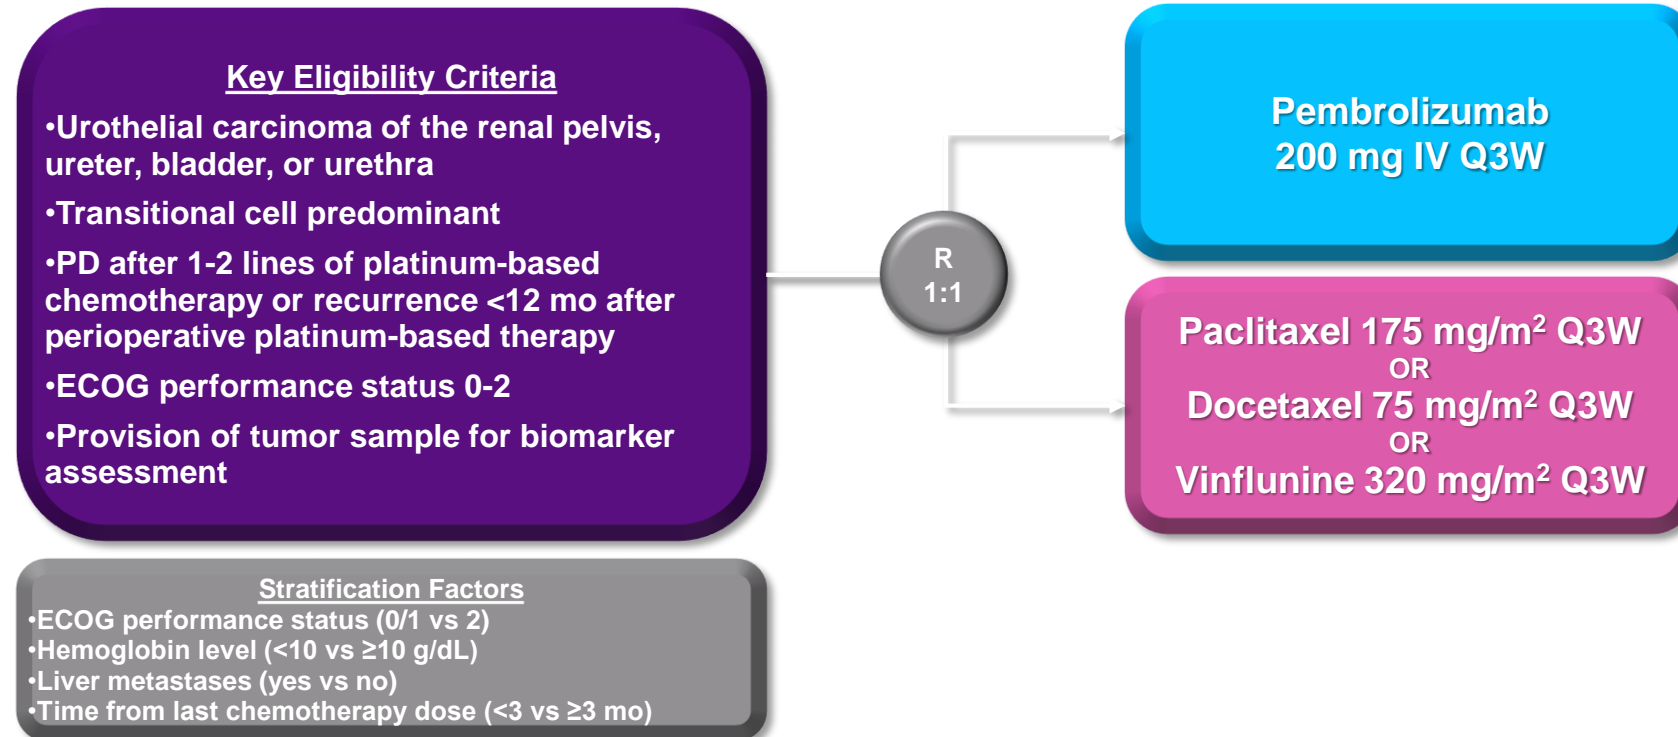 Key Eligibility Criteria
•Urothelial carcinoma of the renal pelvis,
ureter, bladder, or urethra
•Transitional cell predominant
•PD after 1-2 lines of platinum-based
chemotherapy or recurrence <12 mo after
perioperative platinum-based therapy
•ECOG performance status 0-2
•Provision of tumor sample for biomarker
assessment
Stratification Factors
•ECOG performance status (0/1 vs 2)
•Hemoglobin level (<10 vs ≥10 g/dL)
•Liver metastases (yes vs no)
•Time from last chemotherapy dose (<3 vs ≥3 mo)
R
1:1
Pembrolizumab
200 mg IV Q3W
Paclitaxel 175 mg/m² Q3W
OR
Docetaxel 75 mg/m² Q3W
OR
Vinflunine 320 mg/m² Q3W